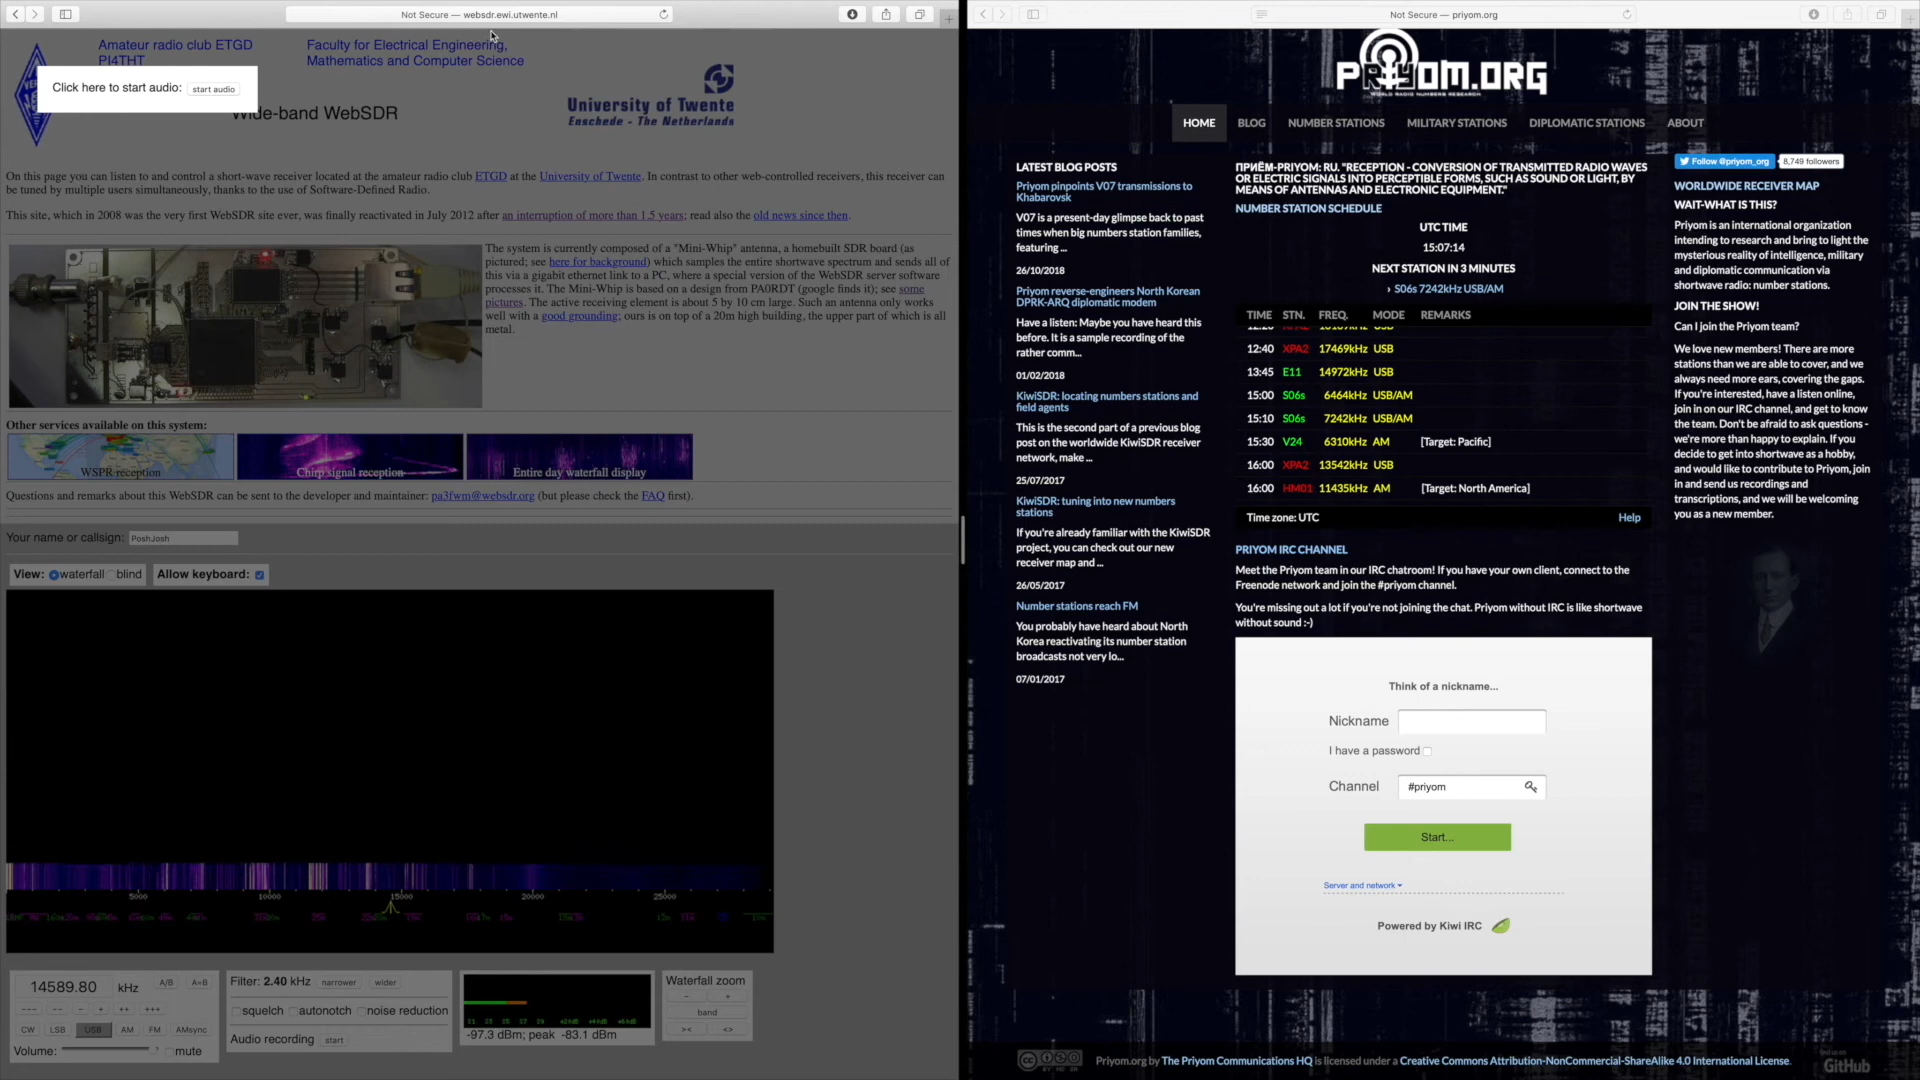 Not Secure — websdr.ewi.utwente.nl
Amateur radio club ETGD
PI4THT
Faculty for Electrical Engineering,
Mathematics and Computer Science
Click here to start audio: start audio
Wide-band WebSDR
University of Twente
Enschede - The Netherlands
On this page you can listen to and control a short-wave receiver located at the amateur radio club ETGD at the University of Twente. In contrast to other web-controlled receivers, this receiver can
be tuned by multiple users simultaneously, thanks to the use of Software-Defined Radio.
This site, which in 2008 was the very first WebSDR site ever, was finally reactivated in July 2012 after an interruption of more than 1.5 years; read also the old news since then.
The system is currently composed of a "Mini-Whip" antenna, a homebuilt SDR board (as
pictured; see here for background) which samples the entire shortwave spectrum and sends all of
this via a gigabit ethernet link to a PC, where a special version of the WebSDR server software
processes it. The Mini-Whip is based on a design from PA0RDT (google finds it); see some
pictures. The active receiving element is about 5 by 10 cm large. Such an antenna only works
well with a good grounding; ours is on top of a 20m high building, the upper part of which is all
metal.
Other services available on this system:
WSPR reception
Chirp signal reception
Entire day waterfall display
Questions and remarks about this WebSDR can be sent to the developer and maintainer: pa3fwm@websdr.org (but please check the FAQ first).
Your name or callsign: PoshJosh
View: waterfall blind Allow keyboard:
5000 10000 15000 20000 25000
14589.80 kHz A/B A=B
--- -- - + ++ +++
CW LSB USB AM FM AMsync
Volume: mute
Filter: 2.40 kHz narrower wider
squelch autonotch noise reduction
Audio recording start
S1 S3 S5 S7 S9 +20dB +40dB +60dB
-97.3 dBm; peak -83.1 dBm
Waterfall zoom
- +
band
>< <>
Not Secure — priyom.org
PRIYOM.ORG
WORLD RADIO NUMBERS RESEARCH
HOME BLOG NUMBER STATIONS MILITARY STATIONS DIPLOMATIC STATIONS ABOUT
LATEST BLOG POSTS
Priyom pinpoints V07 transmissions to
Khabarovsk
V07 is a present-day glimpse back to past
times when big numbers station families,
featuring ...
26/10/2018
Priyom reverse-engineers North Korean
DPRK-ARQ diplomatic modem
Have a listen: Maybe you have heard this
before. It is a sample recording of the
rather comm...
01/02/2018
KiwiSDR: locating numbers stations and
field agents
This is the second part of a previous blog
post on the worldwide KiwiSDR receiver
network, make ...
25/07/2017
KiwiSDR: tuning into new numbers
stations
If you're already familiar with the KiwiSDR
project, you can check out our new
receiver map and ...
26/05/2017
Number stations reach FM
You probably have heard about North
Korea reactivating its number station
broadcasts not very lo...
07/01/2017
ПРИЁМ-PRIYOM: RU. "RECEPTION - CONVERSION OF TRANSMITTED RADIO WAVES
OR ELECTRIC SIGNALS INTO PERCEPTIBLE FORMS, SUCH AS SOUND OR LIGHT, BY
MEANS OF ANTENNAS AND ELECTRONIC EQUIPMENT."
NUMBER STATION SCHEDULE
UTC TIME
15:07:14
NEXT STATION IN 3 MINUTES
› S06s 7242kHz USB/AM
TIME STN. FREQ. MODE REMARKS
12:40 XPA2 17469kHz USB
13:45 E11 14972kHz USB
15:00 S06s 6464kHz USB/AM
15:10 S06s 7242kHz USB/AM
15:30 V24 6310kHz AM [Target: Pacific]
16:00 XPA2 13542kHz USB
16:00 HM01 11435kHz AM [Target: North America]
Time zone: UTC Help
PRIYOM IRC CHANNEL
Meet the Priyom team in our IRC chatroom! If you have your own client, connect to the
Freenode network and join the #priyom channel.
You're missing out a lot if you're not joining the chat. Priyom without IRC is like shortwave
without sound :-)
Think of a nickname...
Nickname
I have a password
Channel #priyom
Start...
Server and network
Powered by Kiwi IRC
Follow @priyom_org 8,749 followers
WORLDWIDE RECEIVER MAP
WAIT-WHAT IS THIS?
Priyom is an international organization
intending to research and bring to light the
mysterious reality of intelligence, military
and diplomatic communication via
shortwave radio: number stations.
JOIN THE SHOW!
Can I join the Priyom team?
We love new members! There are more
stations than we are able to cover, and we
always need more ears, covering the gaps.
If you're interested, have a listen online,
join in on our IRC channel, and get to know
the team. Don't be afraid to ask questions -
we're more than happy to explain. If you
decide to get into shortwave as a hobby,
and would like to contribute to Priyom, join
in and send us recordings and
transcriptions, and we will be welcoming
you as a new member.
Priyom.org by The Priyom Communications HQ is licensed under a Creative Commons Attribution-NonCommercial-ShareAlike 4.0 International License.
GitHub